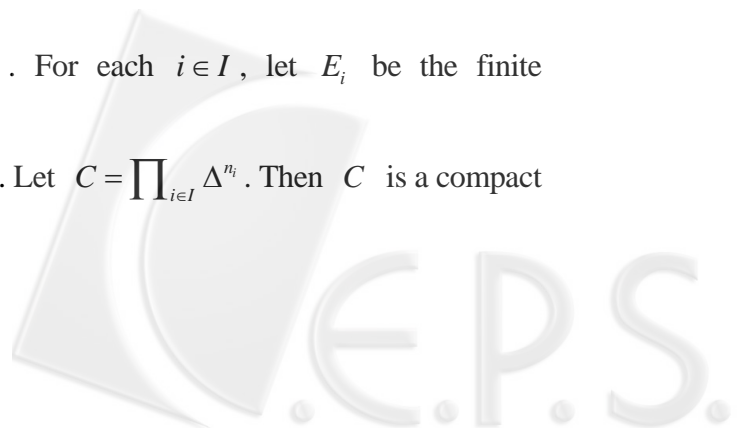 . For each i ∈ I , let E_i be the finite
. Let C = ∏_{i∈I} Δ^{n_i} . Then C is a compact
C.E.P.S.